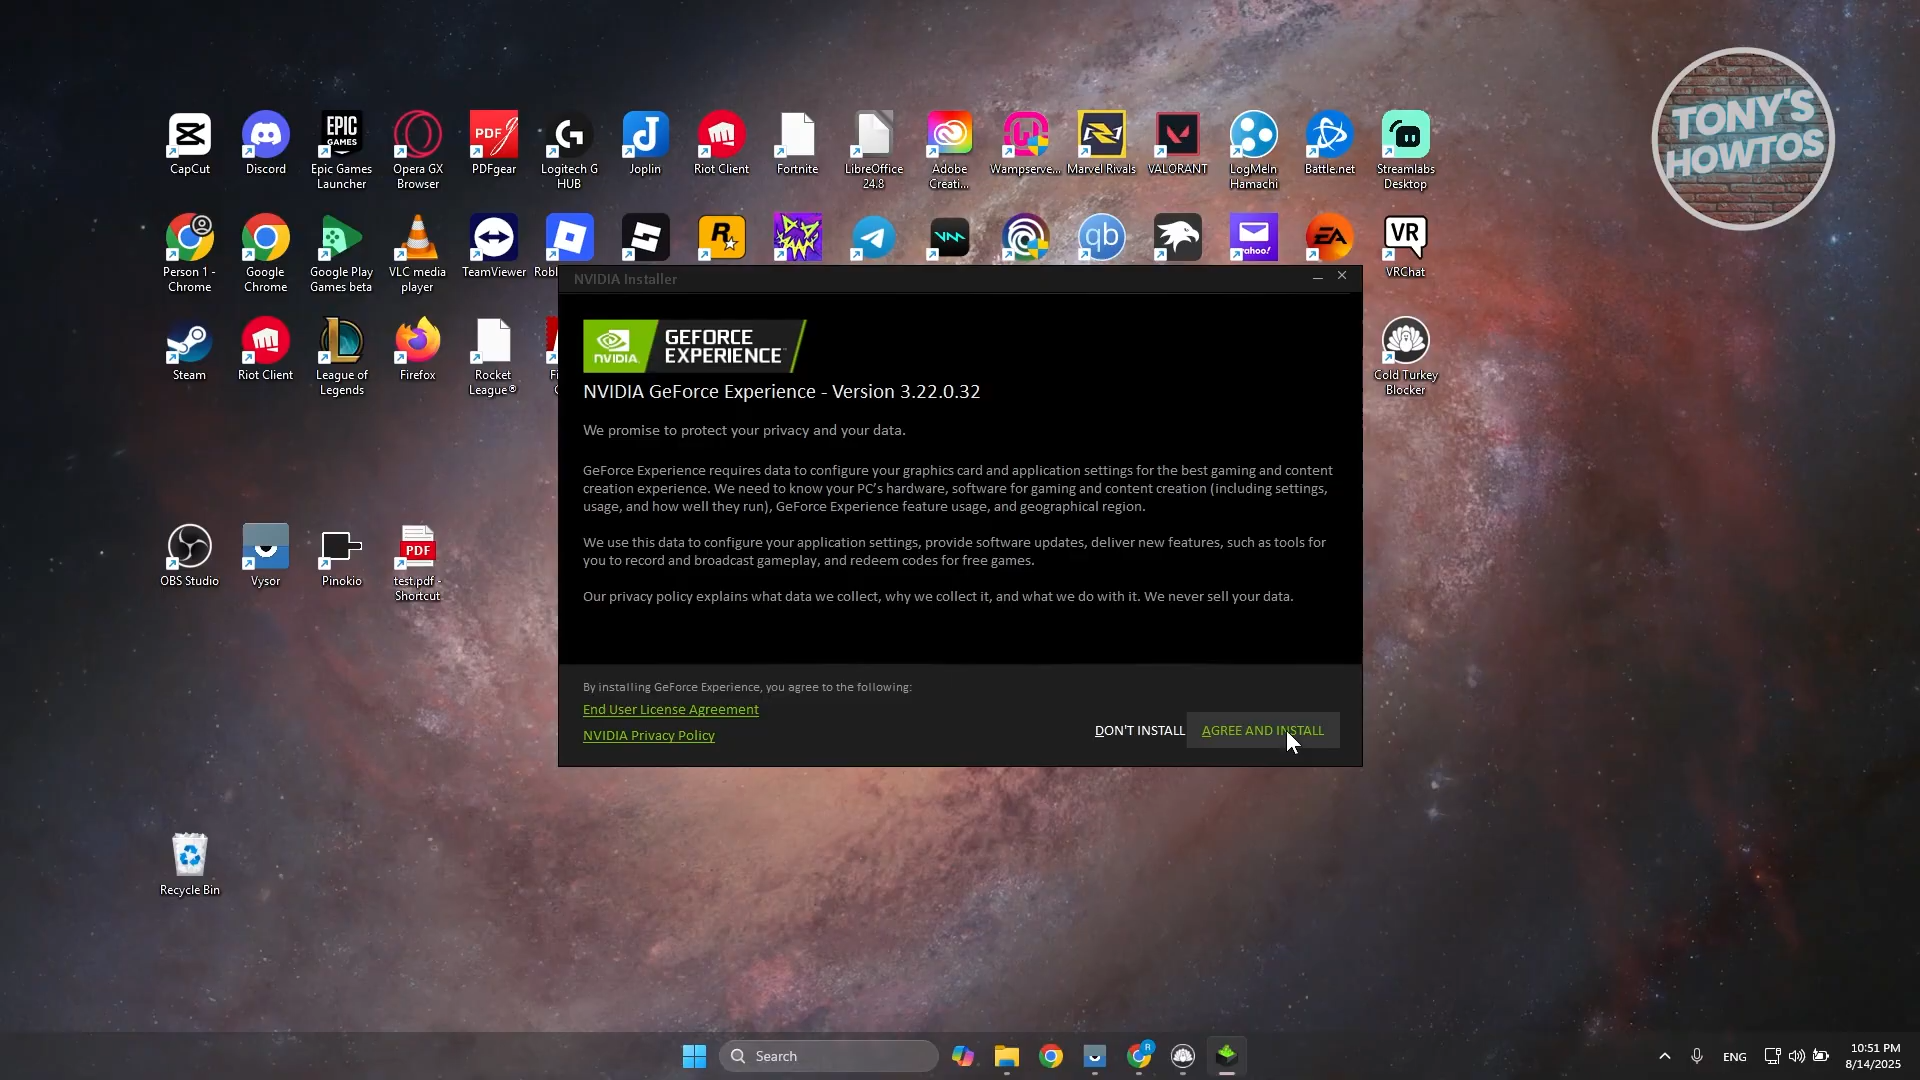 TONY'S
HOWTOS
CapCut
Discord
Epic Games
Launcher
Opera GX
Browser
PDFgear
Logitech G
HUB
Joplin
Riot Client
Fortnite
LibreOffice
24.8
Adobe
Creati...
Wampserve...
Marvel Rivals
VALORANT
LogMeIn
Hamachi
Battle.net
Streamlabs
Desktop
Person 1 -
Chrome
Google
Chrome
Google Play
Games beta
VLC media
player
TeamViewer
Robl
VRChat
Steam
Riot Client
League of
Legends
Firefox
Rocket
League®
Cold Turkey
Blocker
OBS Studio
Vysor
Pinokio
test.pdf -
Shortcut
Recycle Bin
EPIC
GAMES
PDF
yahoo!
EA
VR
qb
PDF
NVIDIA Installer
NVIDIA.
GEFORCE
EXPERIENCE™
NVIDIA GeForce Experience - Version 3.22.0.32
We promise to protect your privacy and your data.
GeForce Experience requires data to configure your graphics card and application settings for the best gaming and content
creation experience. We need to know your PC's hardware, software for gaming and content creation (including settings,
usage, and how well they run), GeForce Experience feature usage, and geographical region.
We use this data to configure your application settings, provide software updates, deliver new features, such as tools for
you to record and broadcast gameplay, and redeem codes for free games.
Our privacy policy explains what data we collect, why we collect it, and what we do with it. We never sell your data.
By installing GeForce Experience, you agree to the following:
End User License Agreement
NVIDIA Privacy Policy
DON'T INSTALL
AGREE AND INSTALL
Search
ENG
10:51 PM
8/14/2025